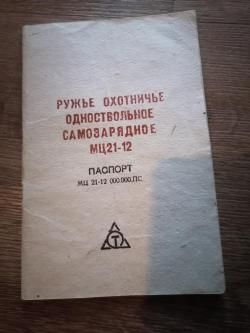 РУЖЬЕ ОХОТНИЧЬЕ
ОДНОСТВОЛЬНОЕ
САМОЗАРЯДНОЕ
МЦ21-12
ПАСПОРТ
МЦ 21-12 000.000.ПС
Т